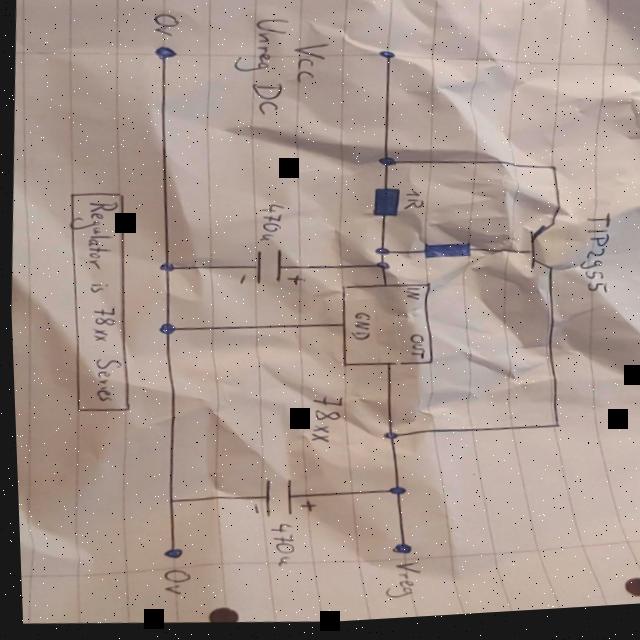 TIP2955
1R
Vcc
Unreg DC
0v
470u
+
-
IN
OUT
GND
78xx
470u
+
-
Vreg
0v
Regulator is 78xx Series